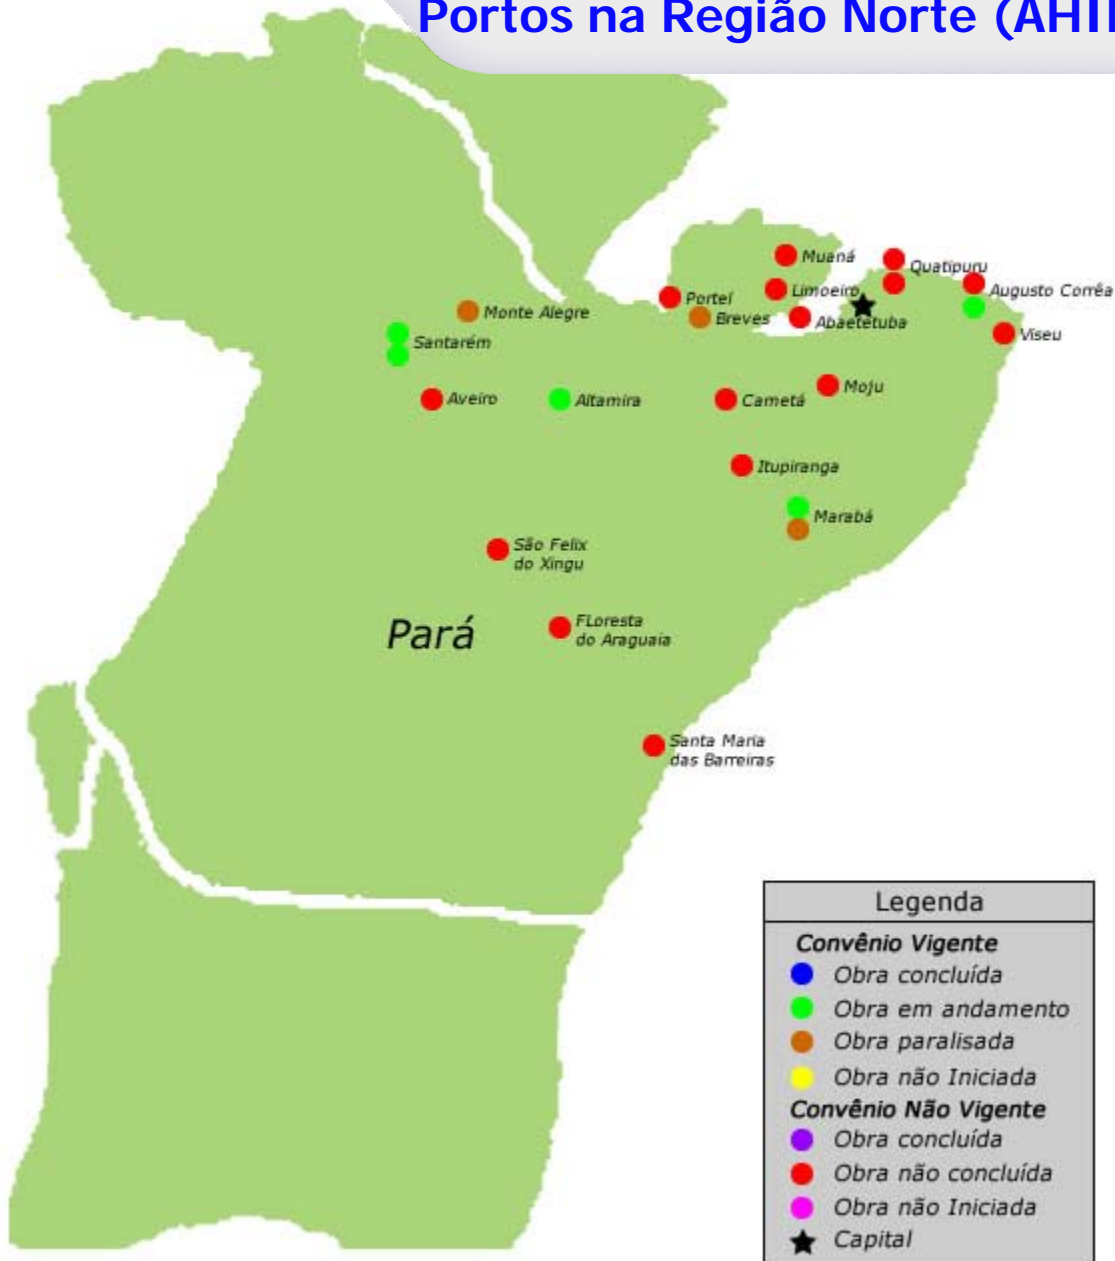 Portos na Região Norte (AHI
Muaná
Quatipuru
Limoeiro
Augusto Corrêa
Portel
Monte Alegre
Breves
Abaetetuba
Viseu
Santarém
Aveiro
Altamira
Cametá
Moju
Itupiranga
Marabá
São Felix
do Xingu
FLoresta
do Araguaia
Pará
Santa Maria
das Barreiras
Legenda
Convênio Vigente
Obra concluída
Obra em andamento
Obra paralisada
Obra não Iniciada
Convênio Não Vigente
Obra concluída
Obra não concluída
Obra não Iniciada
Capital